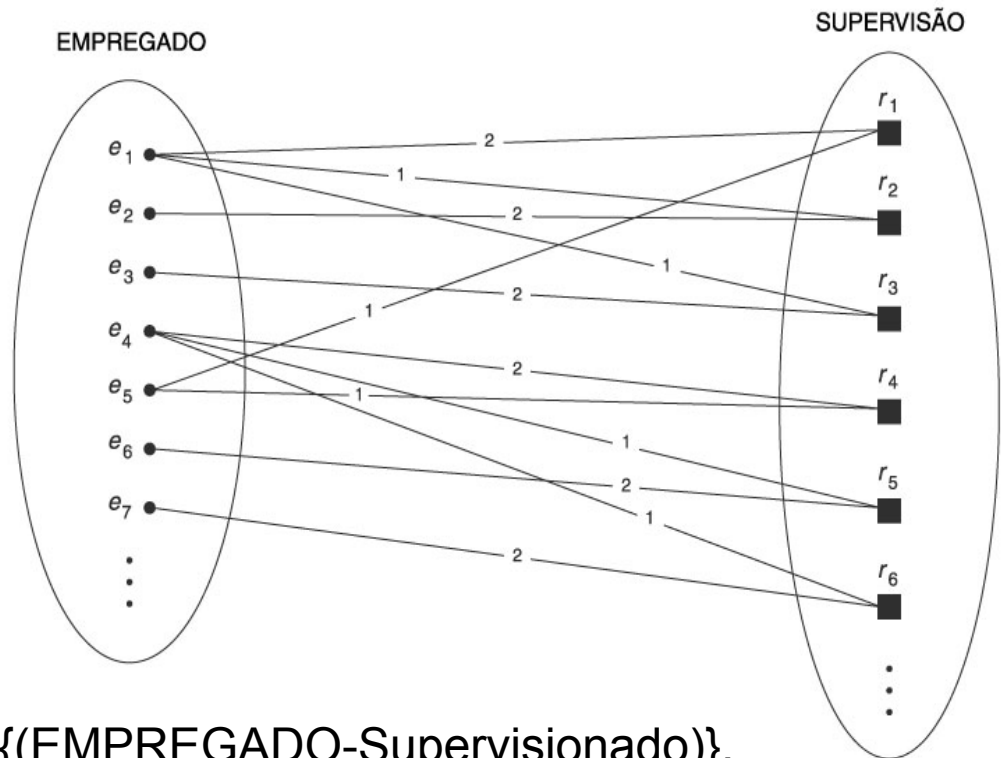 SUPERVISÃO
EMPREGADO
r1
e1
2
1
r2
e2
2
1
r3
e3
2
1
e4
r4
2
e5
1
e6
1
r5
2
e7
1
2
r6
{(EMPREGADO-Supervisionado)}.